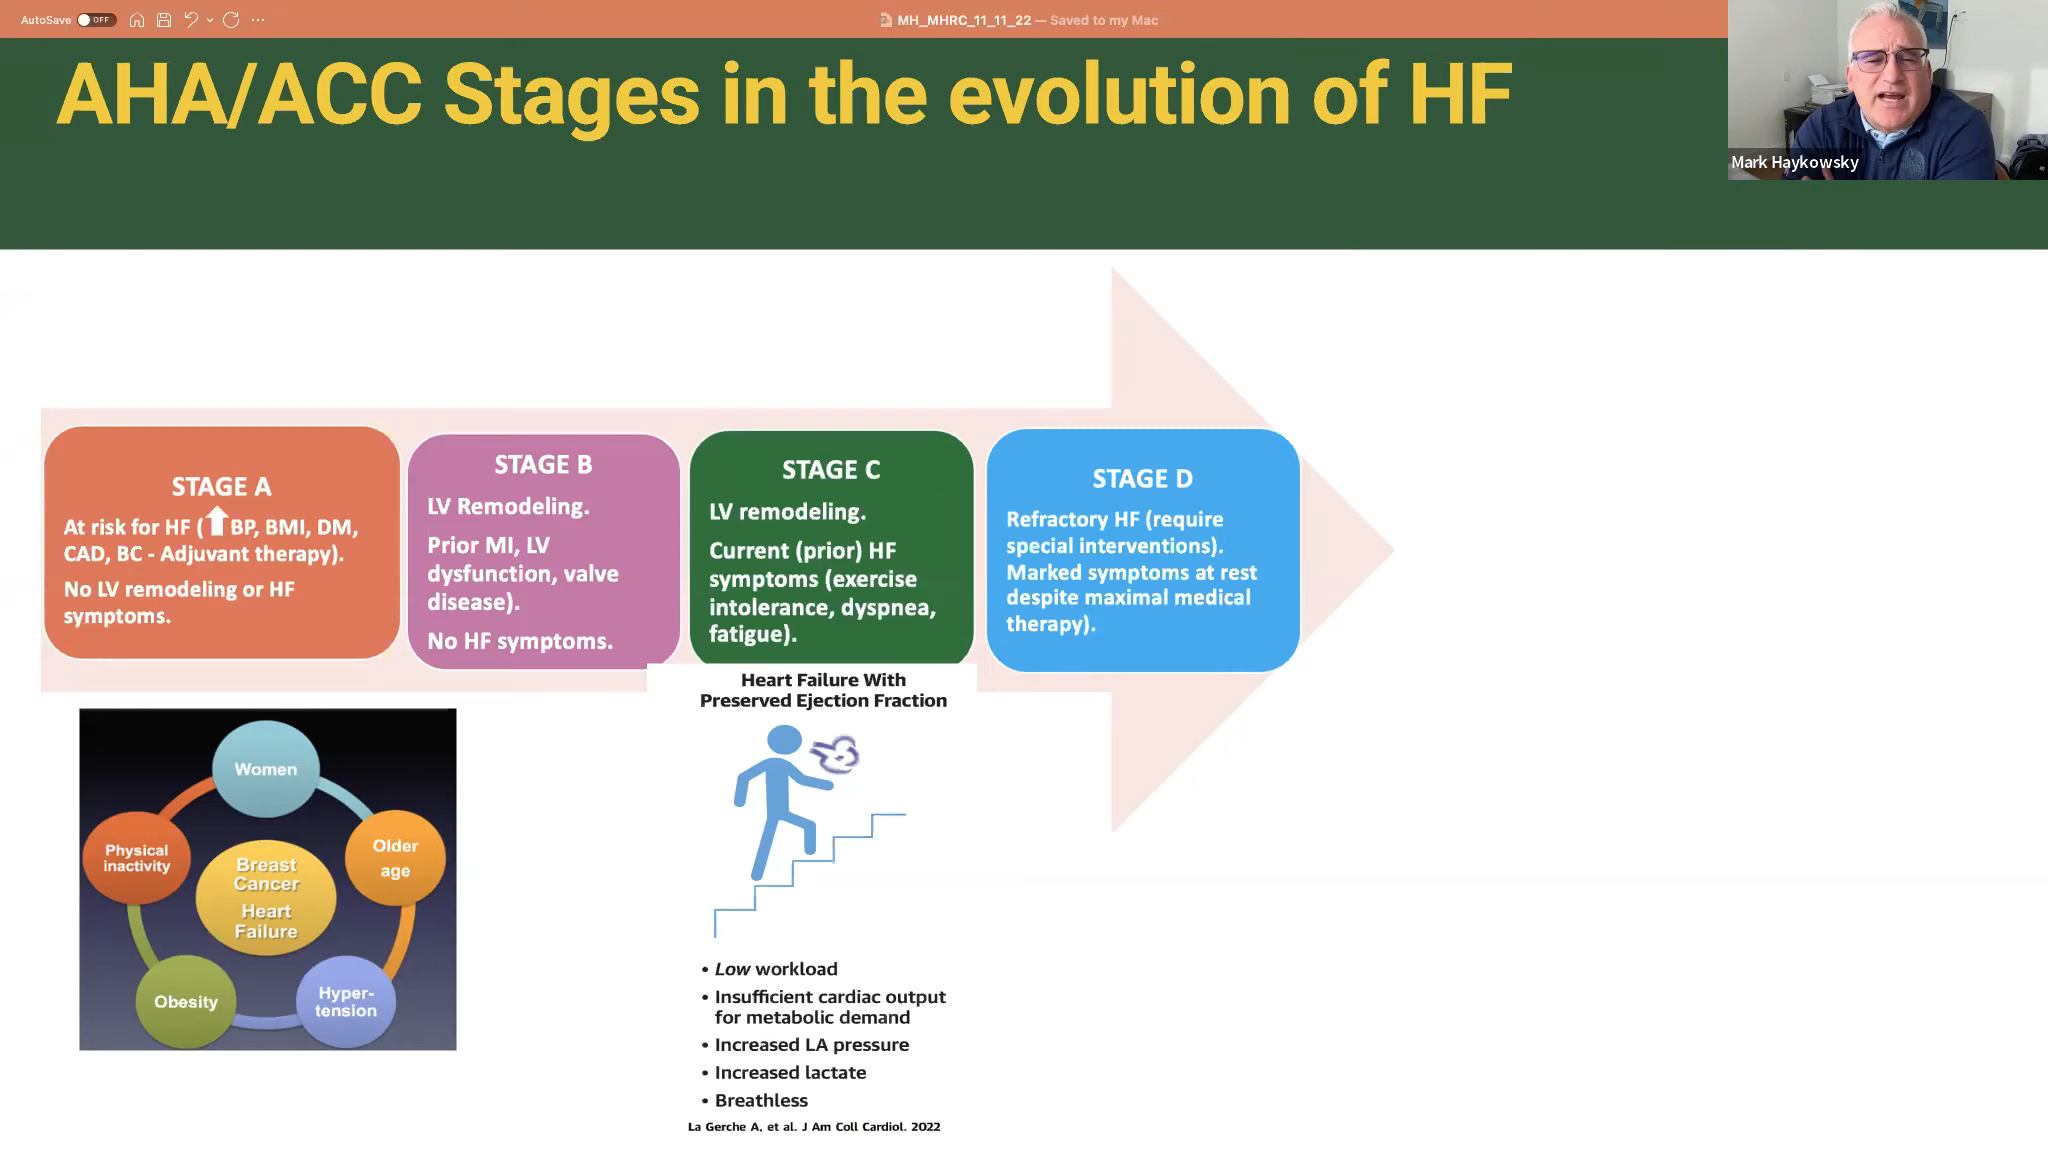 AutoSave OFF
MH_MHRC_11_11_22 — Saved to my Mac
AHA/ACC Stages in the evolution of HF
Mark Haykowsky
STAGE A
At risk for HF (⬆BP, BMI, DM,
CAD, BC - Adjuvant therapy).
No LV remodeling or HF
symptoms.
STAGE B
LV Remodeling.
Prior MI, LV
dysfunction, valve
disease).
No HF symptoms.
STAGE C
LV remodeling.
Current (prior) HF
symptoms (exercise
intolerance, dyspnea,
fatigue).
STAGE D
Refractory HF (require
special interventions).
Marked symptoms at rest
despite maximal medical
therapy).
Women
Older
age
Hyper-
tension
Obesity
Physical
inactivity
Breast
Cancer
Heart
Failure
Heart Failure With
Preserved Ejection Fraction
• Low workload
• Insufficient cardiac output
for metabolic demand
• Increased LA pressure
• Increased lactate
• Breathless
La Gerche A, et al. J Am Coll Cardiol. 2022